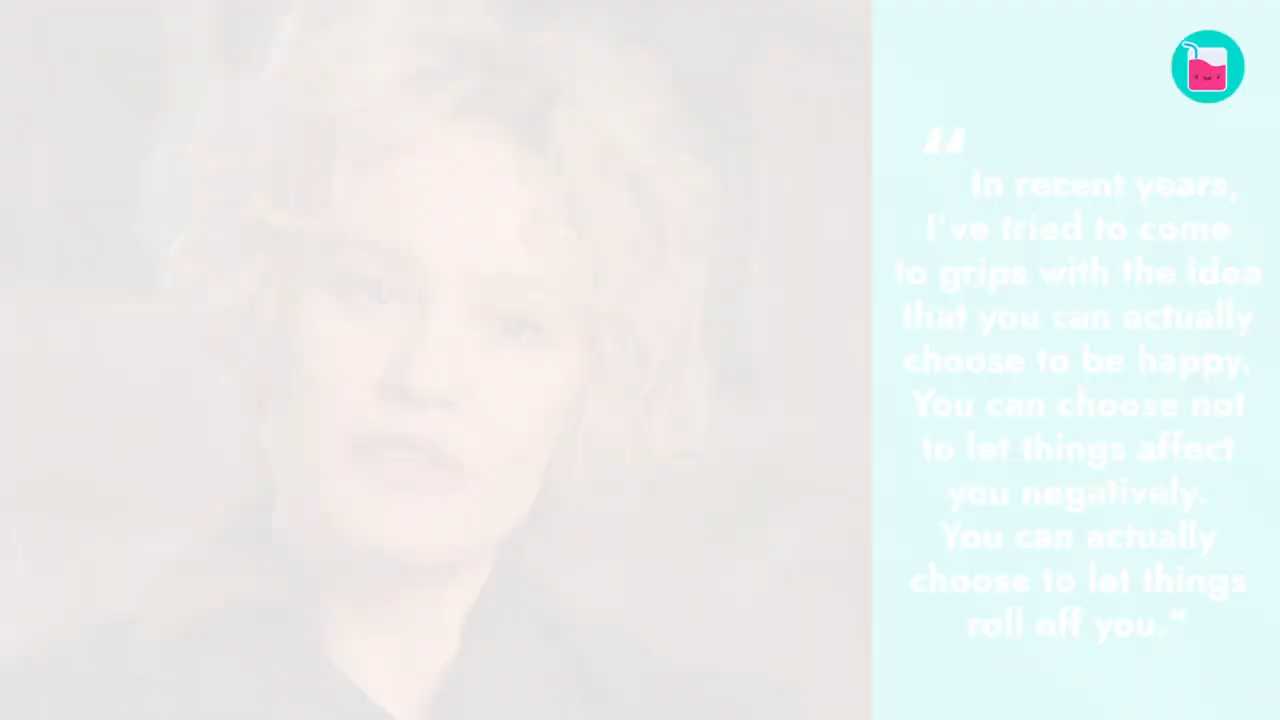 “
In recent years,
I've tried to come
to grips with the idea
that you can actually
choose to be happy.
You can choose not
to let things affect
you negatively.
You can actually
choose to let things
roll off you."